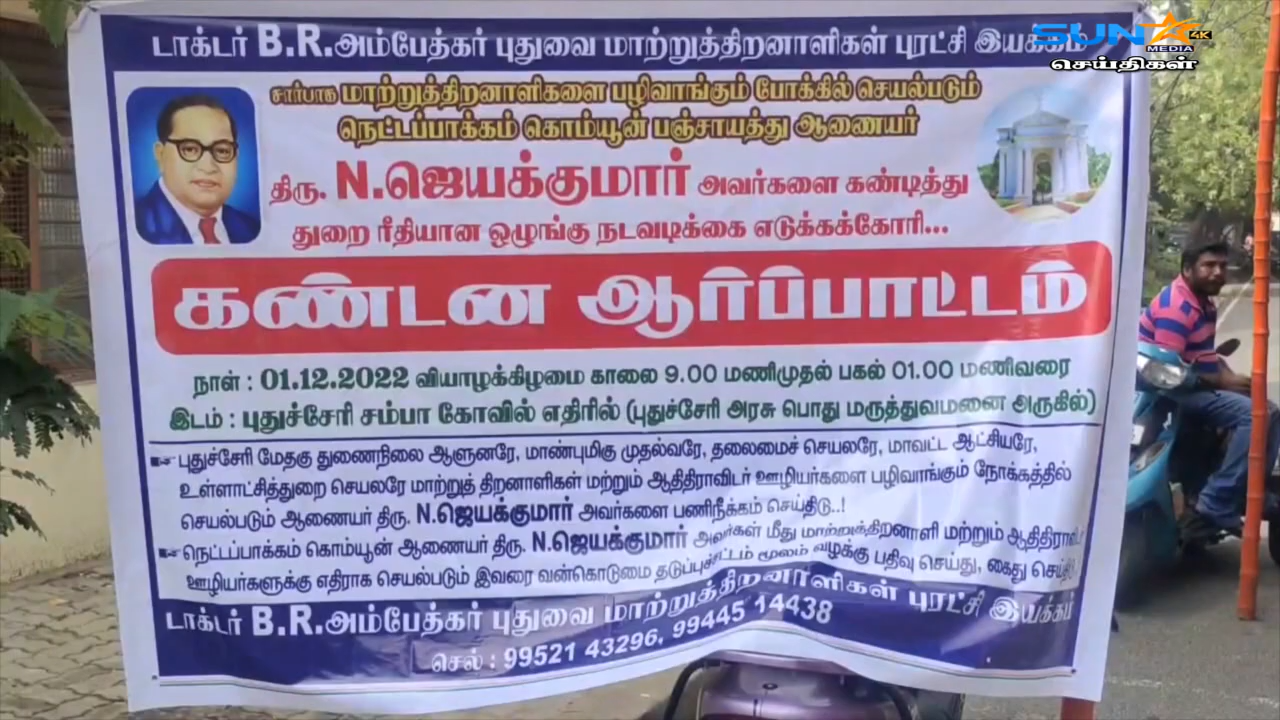 டாக்டர் B.R.அம்பேத்கர் புதுவை மாற்றுத்திறனாளிகள் புரட்சி இயக்கம்
SUN MEDIA 4K
செய்திகள்
சார்பாக மாற்றுத்திறனாளிகளை பழிவாங்கும் போக்கில் செயல்படும்
நெட்டப்பாக்கம் கொம்யூன் பஞ்சாயத்து ஆணையர்
திரு. N.ஜெயக்குமார் அவர்களை கண்டித்து
துறை ரீதியான ஒழுங்கு நடவடிக்கை எடுக்கக்கோரி...
கண்டன ஆர்ப்பாட்டம்
நாள் : 01.12.2022 வியாழக்கிழமை காலை 9.00 மணிமுதல் பகல் 01.00 மணிவரை
இடம் : புதுச்சேரி சம்பா கோவில் எதிரில் (புதுச்சேரி அரசு பொது மருத்துவமனை அருகில்)
☛ புதுச்சேரி மேதகு துணைநிலை ஆளுனரே, மாண்புமிகு முதல்வரே, தலைமைச் செயலரே, மாவட்ட ஆட்சியரே,
உள்ளாட்சித்துறை செயலரே மாற்றுத் திறனாளிகள் மற்றும் ஆதிதிராவிடர் ஊழியர்களை பழிவாங்கும் நோக்கத்தில்
செயல்படும் ஆணையர் திரு. N.ஜெயக்குமார் அவர்களை பணிநீக்கம் செய்திடு..!
☛ நெட்டப்பாக்கம் கொம்யூன் ஆணையர் திரு. N.ஜெயக்குமார் அவர்கள் மீது மாற்றுத்திறனாளி மற்றும் ஆதிதிராவிடர்
ஊழியர்களுக்கு எதிராக செயல்படும் இவரை வன்கொடுமை தடுப்புச்சட்டம் மூலம் வழக்கு பதிவு செய்து, கைது
டாக்டர் B.R.அம்பேத்கர் புதுவை மாற்றுத்திறனாளிகள் புரட்சி இயக்கம்
செல் : 99521 43296, 99445 14438